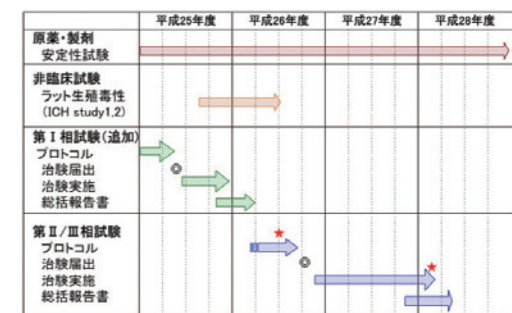 平成25年度 平成26年度 平成27年度 平成28年度
原薬・製剤
安定性試験
非臨床試験
ラット生殖毒性
(ICH study1,2)
第Ⅰ相試験(追加)
プロトコル
治験届出
治験実施
総括報告書
第Ⅱ/Ⅲ相試験
プロトコル
治験届出
治験実施
総括報告書